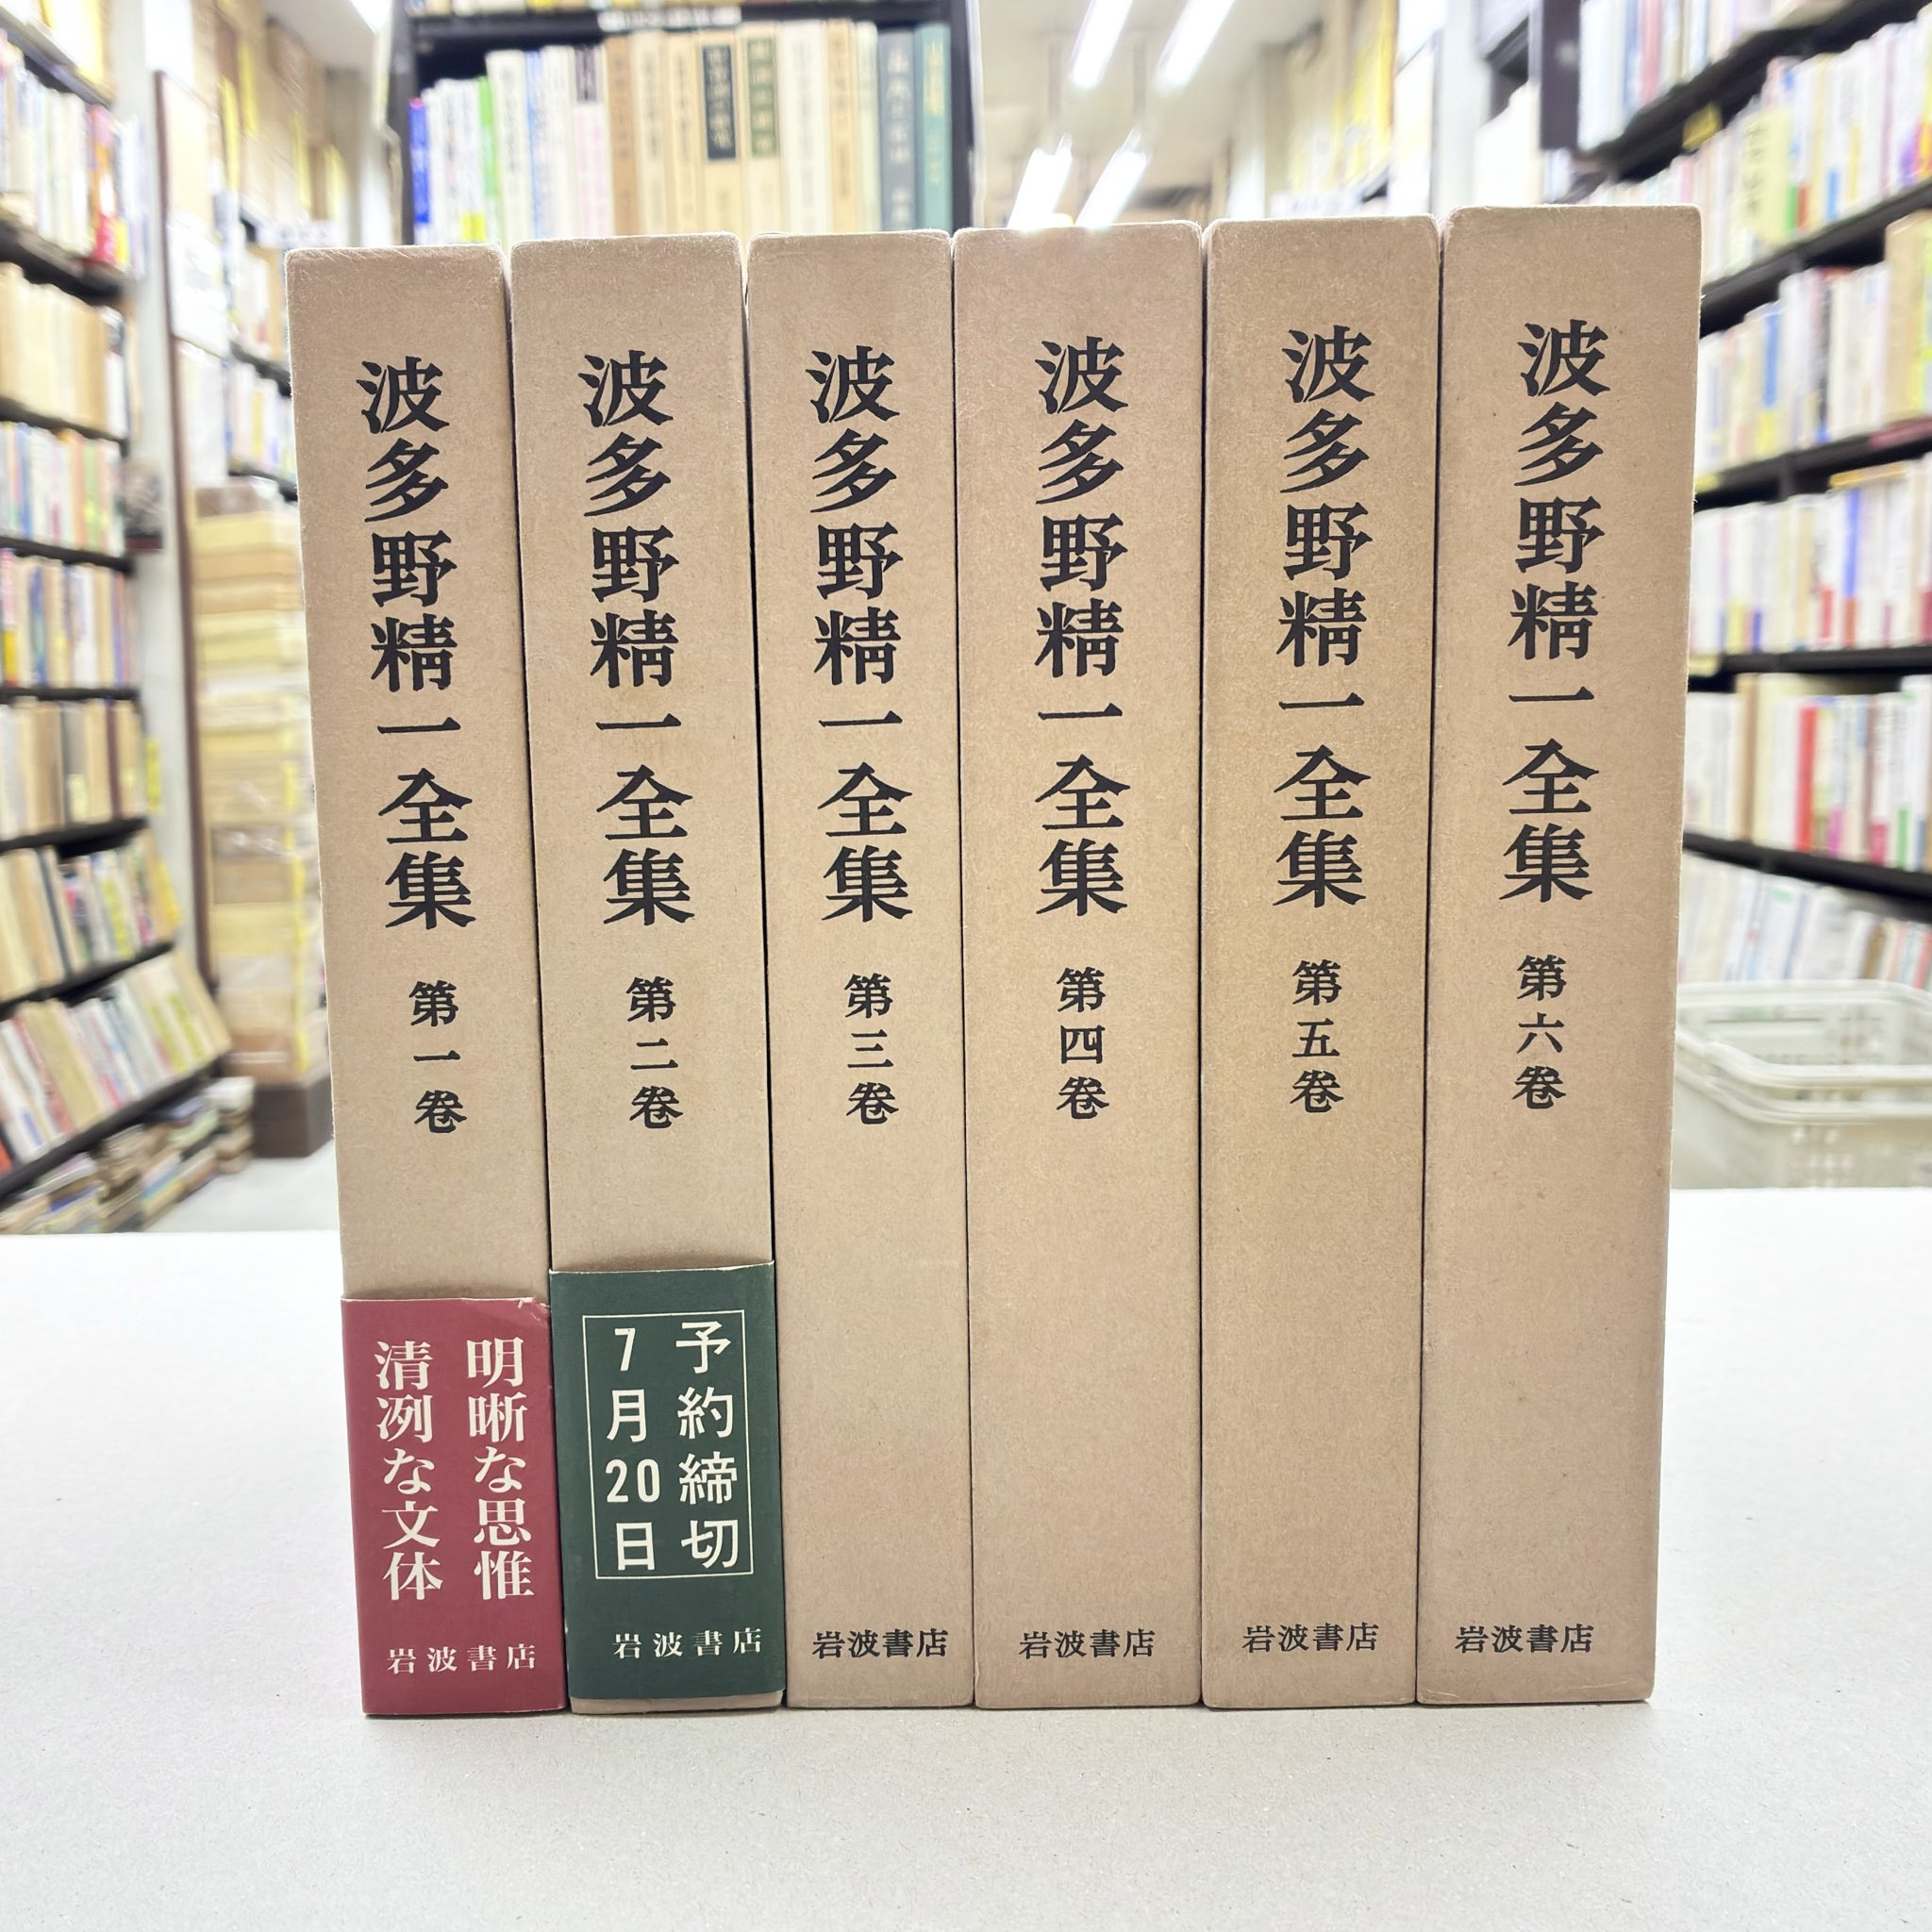 波多野精一全集 第一巻
明晰な思惟
清冽な文体
岩波書店
波多野精一全集 第二巻
予約締切
7月20日
岩波書店
波多野精一全集 第三巻
岩波書店
波多野精一全集 第四巻
岩波書店
波多野精一全集 第五巻
岩波書店
波多野精一全集 第六巻
岩波書店